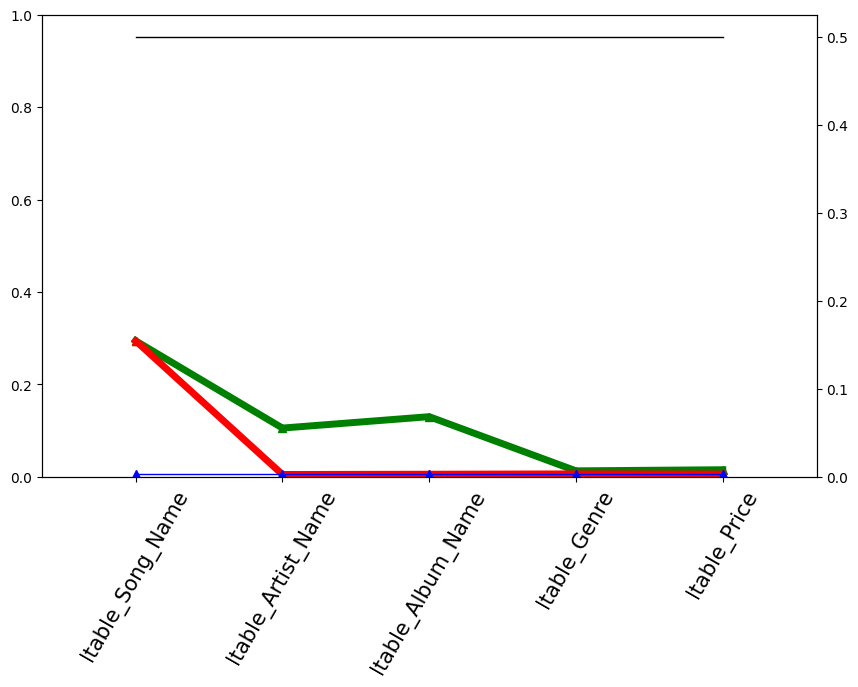 1.0
0.8
0.6
0.4
0.2
0.0
0.5
0.4
0.3
0.2
0.1
0.0
ltable_Song_Name
ltable_Artist_Name
ltable_Album_Name
ltable_Genre
ltable_Price